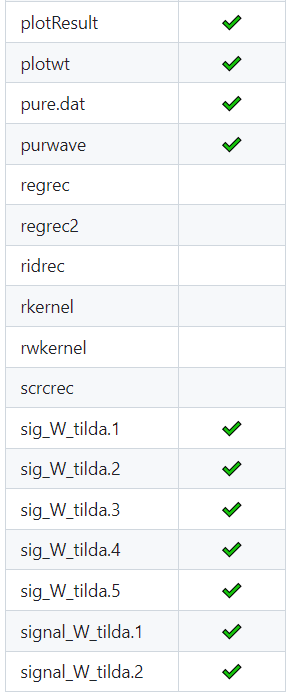 plotResult
plotwt
pure.dat
purwave
regrec
regrec2
ridrec
rkernel
rwkernel
scrcrec
sig_W_tilda.1
sig_W_tilda.2
sig_W_tilda.3
sig_W_tilda.4
sig_W_tilda.5
signal_W_tilda.1
signal_W_tilda.2